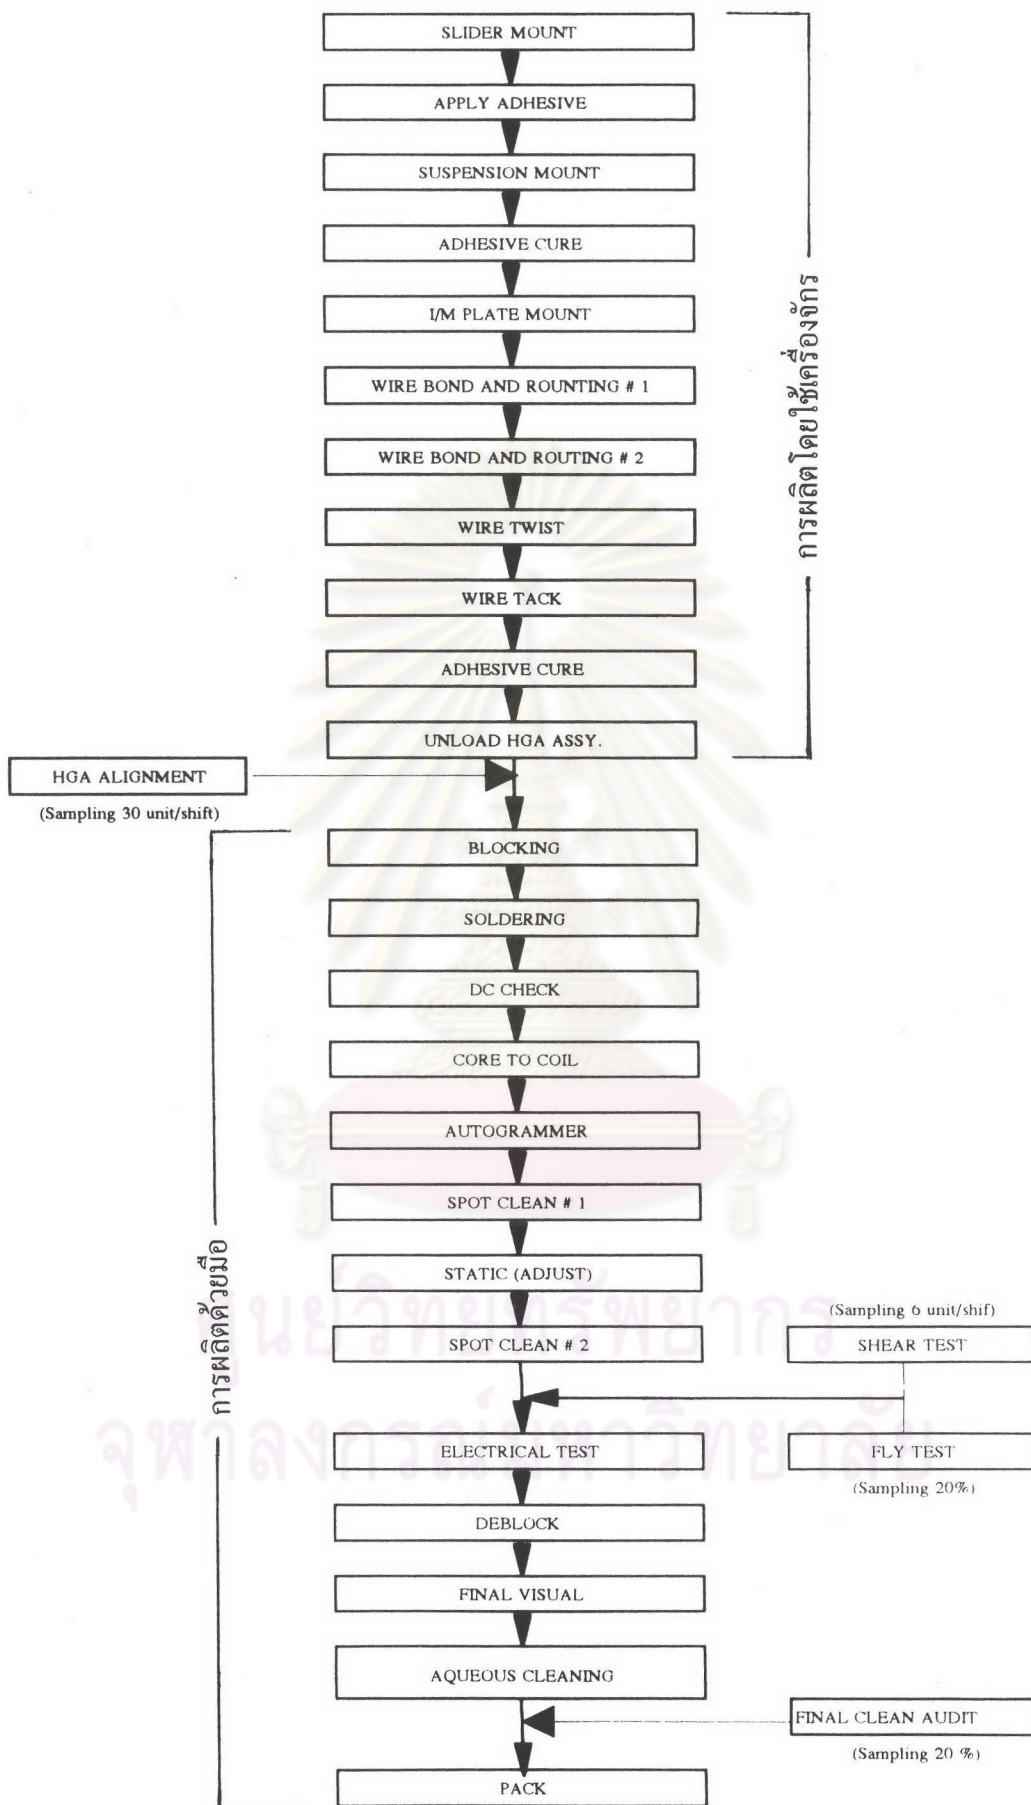 SLIDER MOUNT
APPLY ADHESIVE
SUSPENSION MOUNT
ADHESIVE CURE
I/M PLATE MOUNT
WIRE BOND AND ROUNTING # 1
WIRE BOND AND ROUTING # 2
WIRE TWIST
WIRE TACK
ADHESIVE CURE
UNLOAD HGA ASSY.
การผลิตโดยใช้เครื่องจักร
HGA ALIGNMENT
(Sampling 30 unit/shift)
BLOCKING
SOLDERING
DC CHECK
CORE TO COIL
AUTOGRAMMER
SPOT CLEAN # 1
STATIC (ADJUST)
SPOT CLEAN # 2
การผลิตด้วยมือ
(Sampling 6 unit/shif)
SHEAR TEST
ELECTRICAL TEST
FLY TEST
(Sampling 20%)
DEBLOCK
FINAL VISUAL
AQUEOUS CLEANING
FINAL CLEAN AUDIT
(Sampling 20 %)
PACK
ศูนย์วิทยทรัพยากร
จุฬาลงกรณ์มหาวิทยาลัย